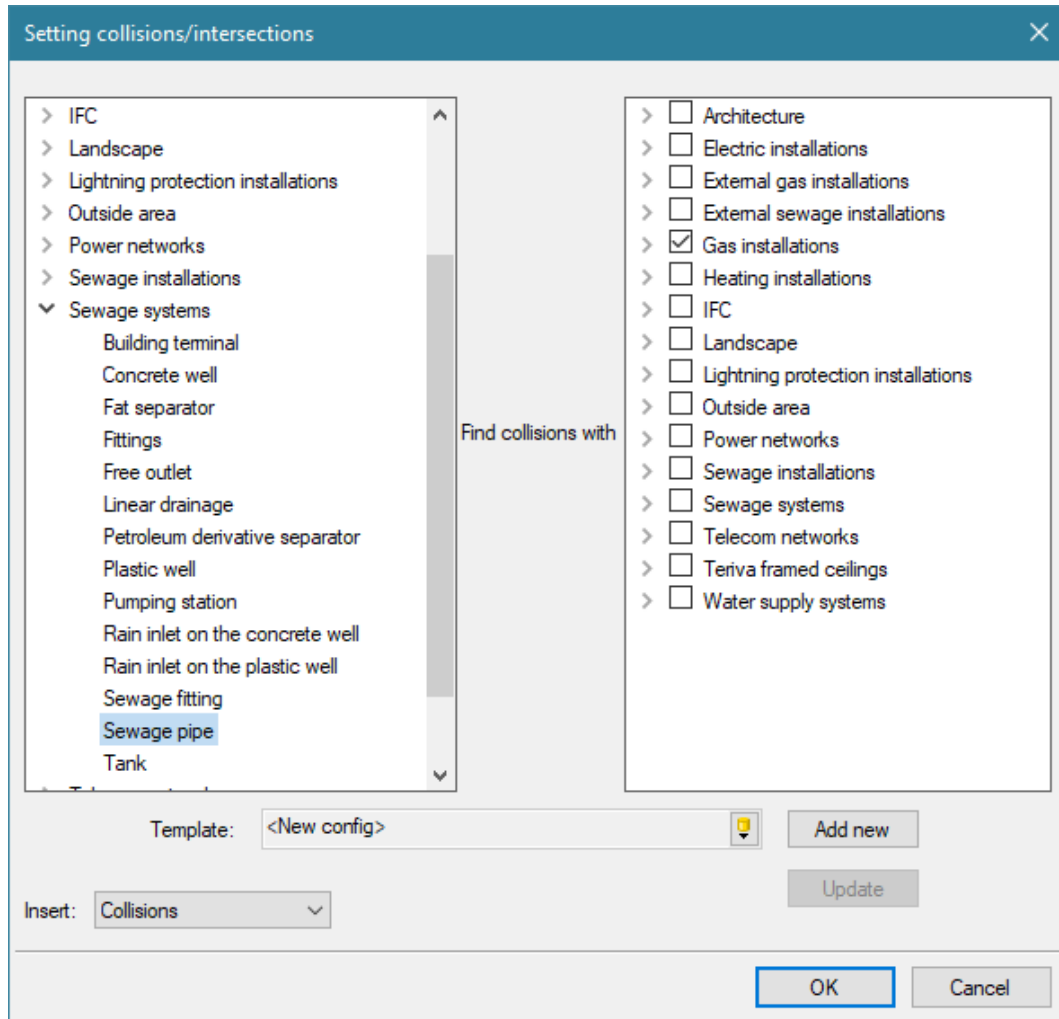 Setting collisions/intersections
IFC
Landscape
Lightning protection installations
Outside area
Power networks
Sewage installations
Sewage systems
Building terminal
Concrete well
Fat separator
Fittings
Free outlet
Linear drainage
Petroleum derivative separator
Plastic well
Pumping station
Rain inlet on the concrete well
Rain inlet on the plastic well
Sewage fitting
Sewage pipe
Tank
Find collisions with
Architecture
Electric installations
External gas installations
External sewage installations
Gas installations
Heating installations
IFC
Landscape
Lightning protection installations
Outside area
Power networks
Sewage installations
Sewage systems
Telecom networks
Teriva framed ceilings
Water supply systems
Template:
<New config>
Add new
Update
Insert:
Collisions
OK
Cancel